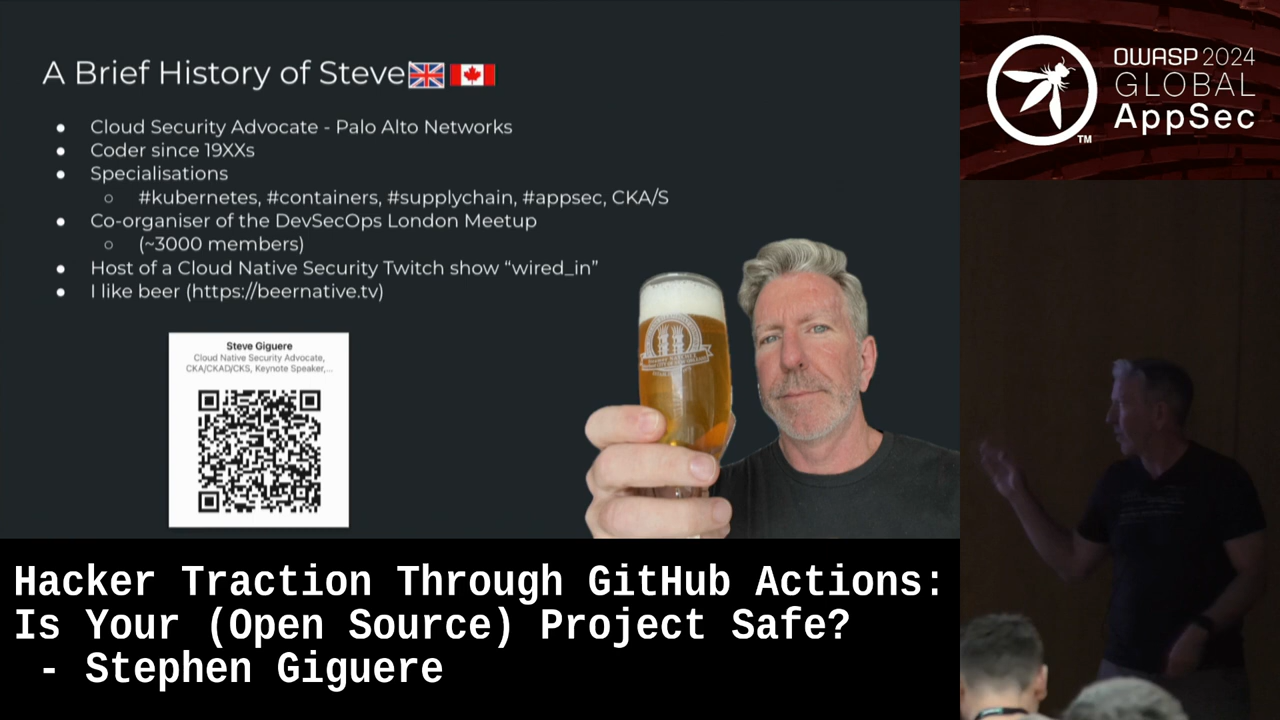 A Brief History of Steve
Cloud Security Advocate - Palo Alto Networks
Coder since 19XXs
Specialisations
#kubernetes, #containers, #supplychain, #appsec, CKA/S
Co-organiser of the DevSecOps London Meetup
(~3000 members)
Host of a Cloud Native Security Twitch show “wired_in”
I like beer (https://beernative.tv)
Steve Giguere
Cloud Native Security Advocate,
CKA/CKAD/CKS, Keynote Speaker,...
Hacker Traction Through GitHub Actions:
Is Your (Open Source) Project Safe?
- Stephen Giguere
OWASP 2024
GLOBAL
AppSec
TM